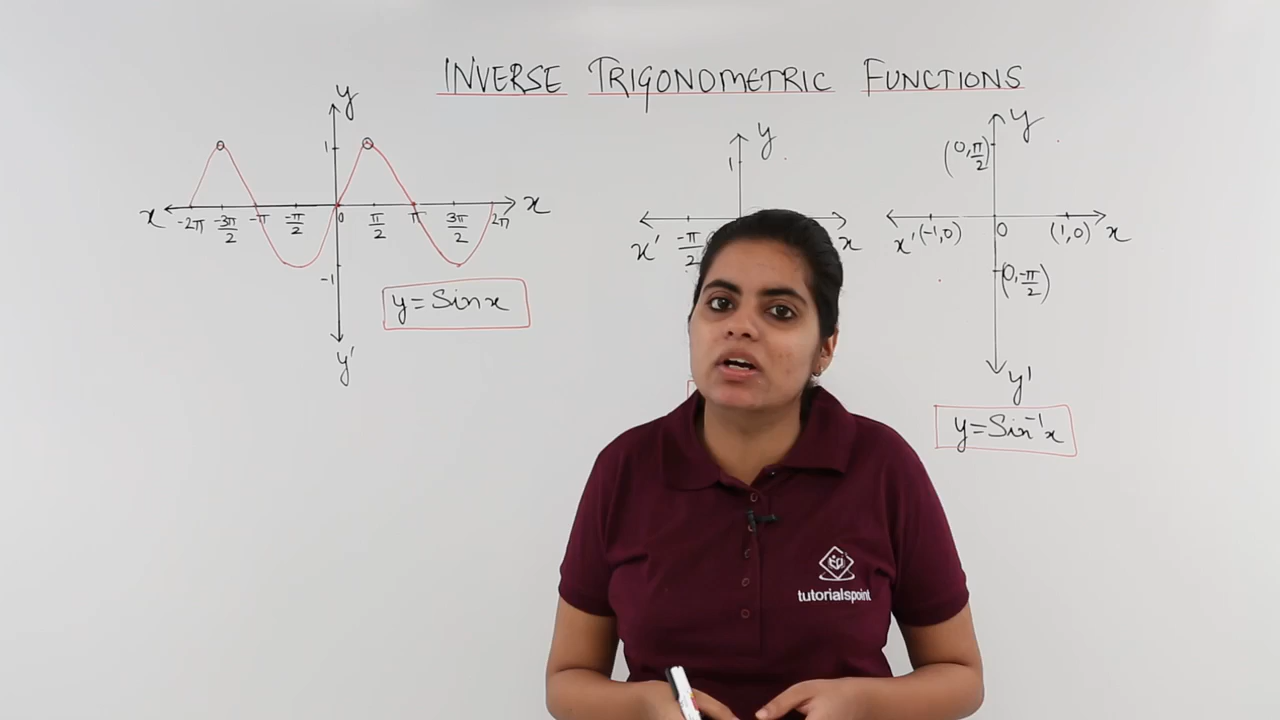 INVERSE TRIGONOMETRIC FUNCTIONS
y
1
x -2π -3π/2 -π -π/2 0 π/2 π 3π/2 2π x
-1
y = Sin x
y'
y
1
x' -π/2 x
y
(0, π/2)
x' (-1,0) 0 (1,0) x
(0, -π/2)
y'
y = Sin⁻¹x
tutorialspoint